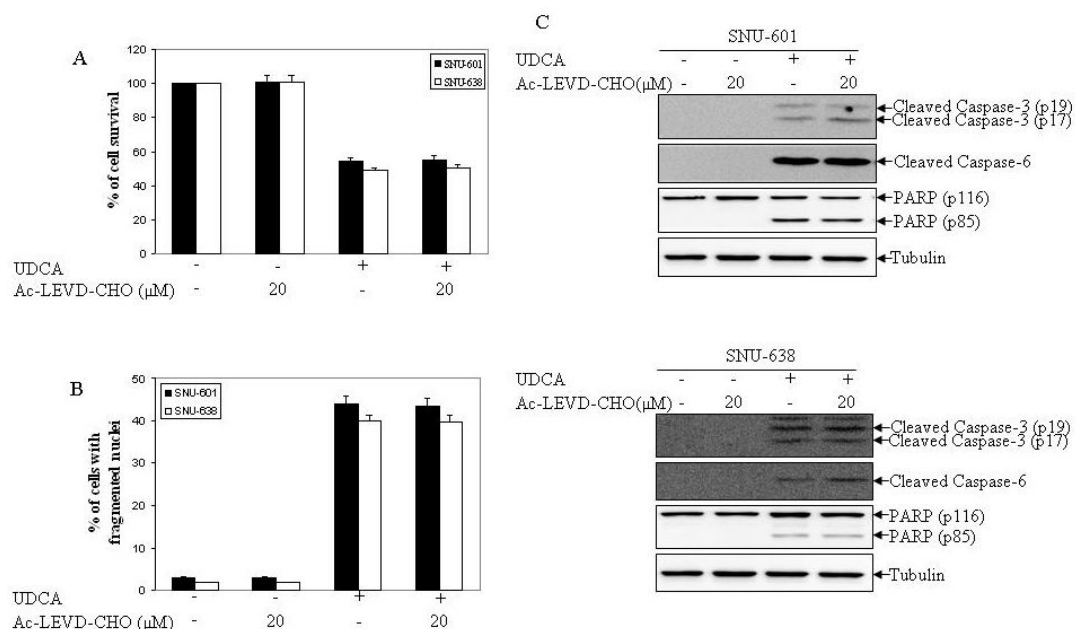 A
120
100
80
60
40
20
0
% of cell survival
SNU-601
SNU-638
UDCA - - + +
Ac-LEVD-CHO (μM) - 20 - 20
B
50
40
30
20
10
0
% of cells with
fragmented nuclei
SNU-601
SNU-638
UDCA - - + +
Ac-LEVD-CHO (μM) - 20 - 20
C
SNU-601
UDCA - - + +
Ac-LEVD-CHO(μM) - 20 - 20
Cleaved Caspase-3 (p19)
Cleaved Caspase-3 (p17)
Cleaved Caspase-6
PARP (p116)
PARP (p85)
Tubulin
SNU-638
UDCA - - + +
Ac-LEVD-CHO(μM) - 20 - 20
Cleaved Caspase-3 (p19)
Cleaved Caspase-3 (p17)
Cleaved Caspase-6
PARP (p116)
PARP (p85)
Tubulin